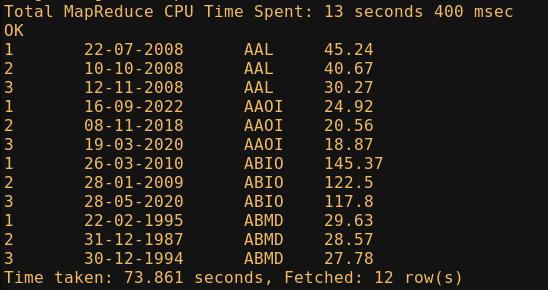 Total MapReduce CPU Time Spent: 13 seconds 400 msec
OK
1 22-07-2008 AAL 45.24
2 10-10-2008 AAL 40.67
3 12-11-2008 AAL 30.27
1 16-09-2022 AAOI 24.92
2 08-11-2018 AAOI 20.56
3 19-03-2020 AAOI 18.87
1 26-03-2010 ABIO 145.37
2 28-01-2009 ABIO 122.5
3 28-05-2020 ABIO 117.8
1 22-02-1995 ABMD 29.63
2 31-12-1987 ABMD 28.57
3 30-12-1994 ABMD 27.78
Time taken: 73.861 seconds, Fetched: 12 row(s)